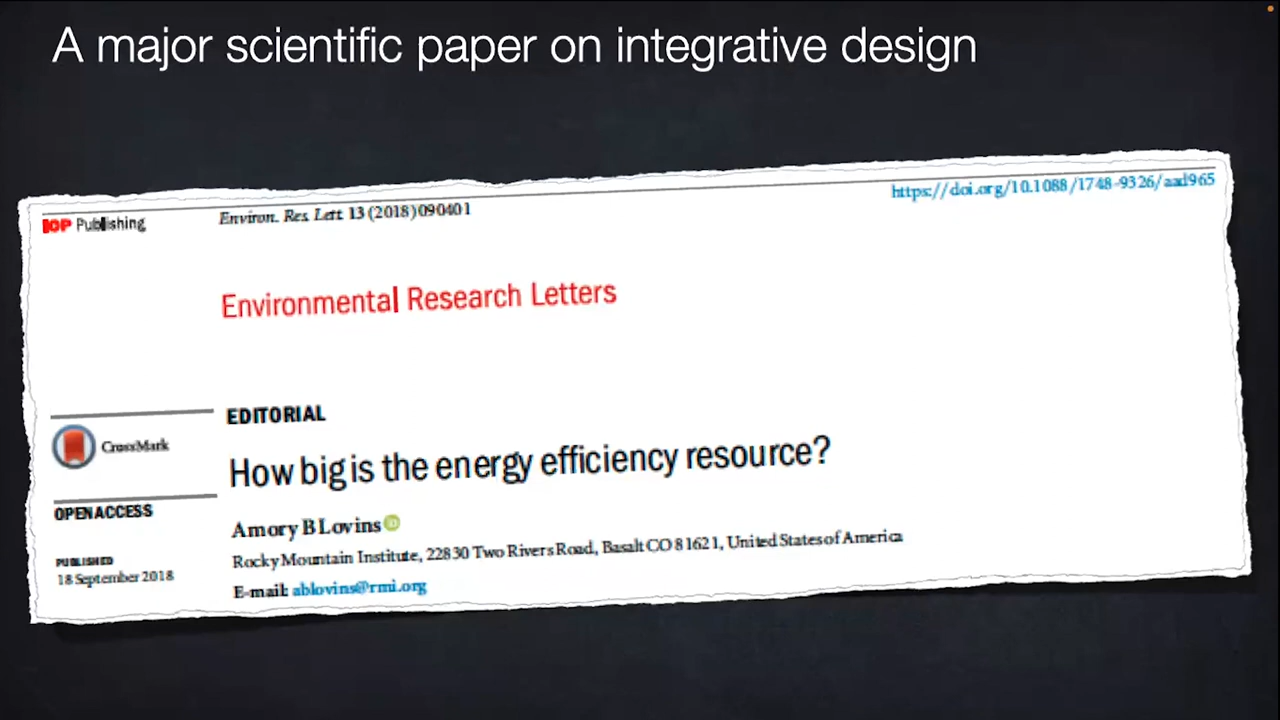 A major scientific paper on integrative design
IOP Publishing
Environ. Res. Lett. 13 (2018) 090401
https://doi.org/10.1088/1748-9326/aad965
Environmental Research Letters
EDITORIAL
CrossMark
How big is the energy efficiency resource?
OPEN ACCESS
Amory B Lovins
Rocky Mountain Institute, 22830 Two Rivers Road, Basalt CO 81621, United States of America
PUBLISHED
18 September 2018
E-mail: ablovins@rmi.org